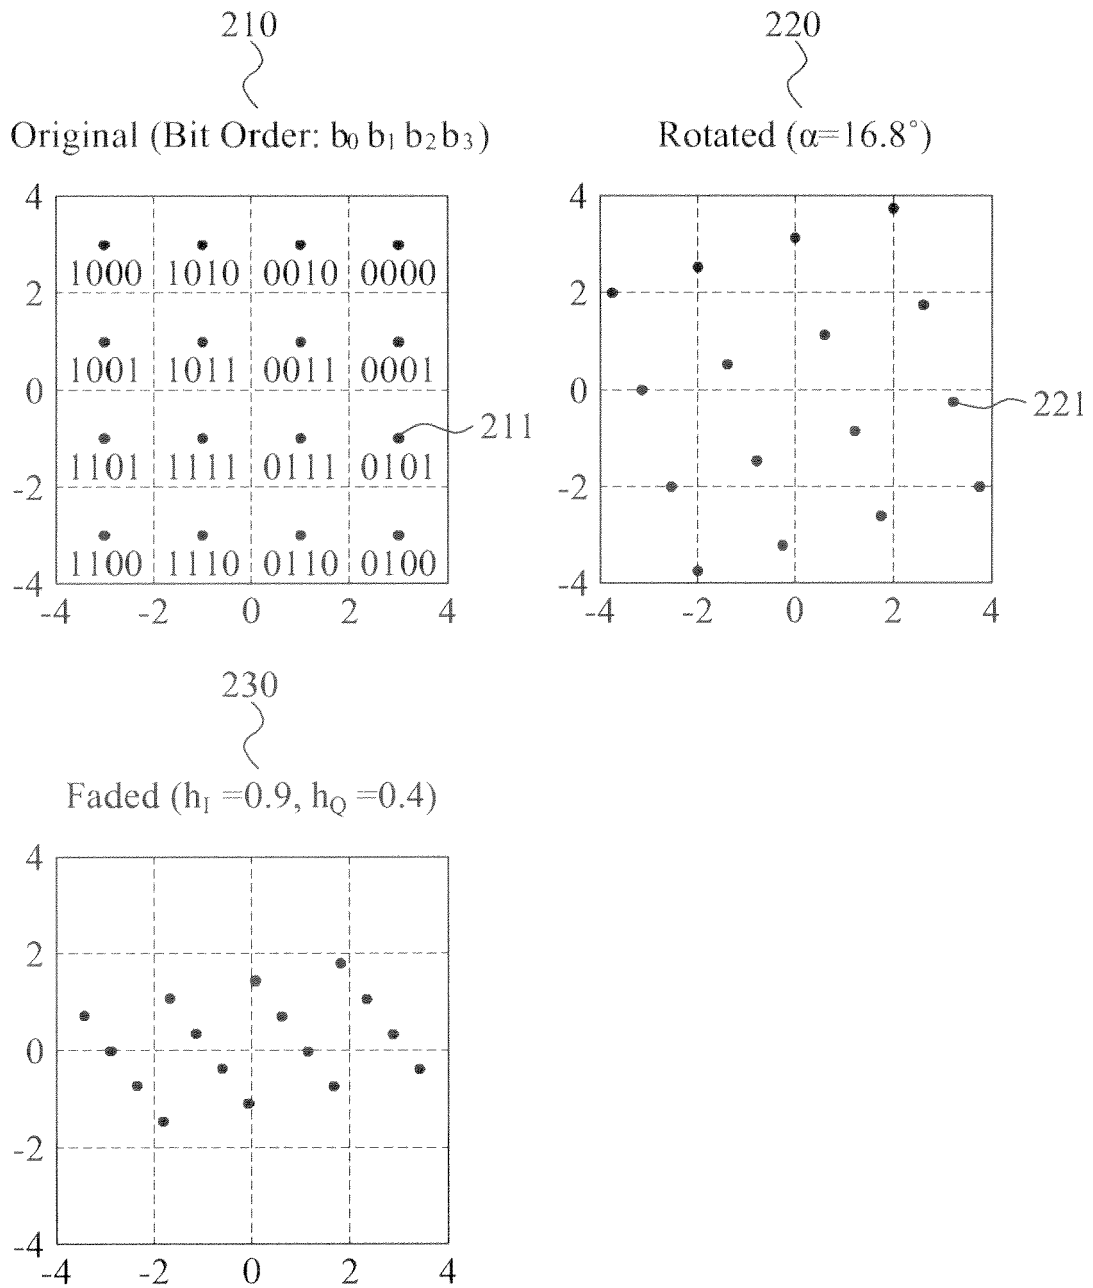 210
220
Original (Bit Order: b₀ b₁ b₂ b₃)
Rotated (α=16.8°)
4
1000 1010 0010 0000
2
1001 1011 0011 0001
0
211
1101 1111 0111 0101
-2
1100 1110 0110 0100
-4
-4 -2 0 2 4
4
2
0
221
-2
-4
-4 -2 0 2 4
230
Faded (h_I =0.9, h_Q =0.4)
4
2
0
-2
-4
-4 -2 0 2 4